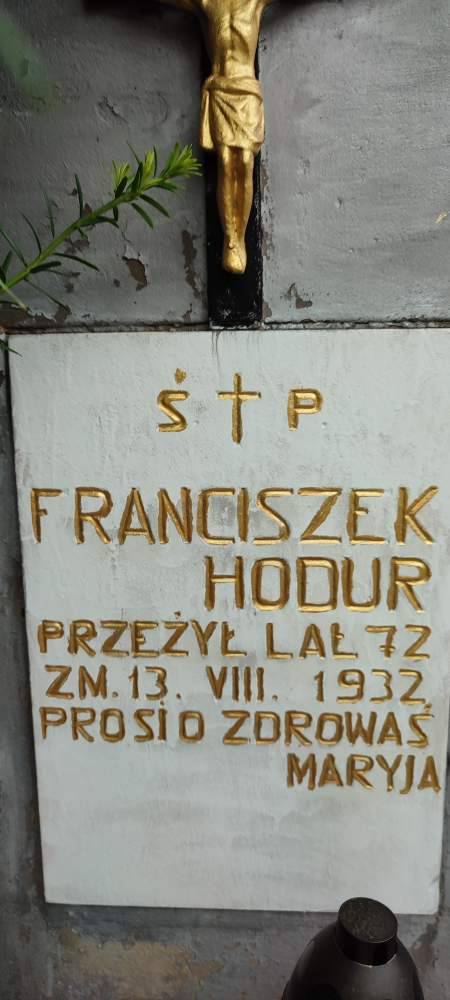 Ś † P
FRANCISZEK
HODUR
PRZEŻYŁ LAŁ 72
ZM. 13. VIII. 1932
PROSI O ZDROWAŚ
MARYJA